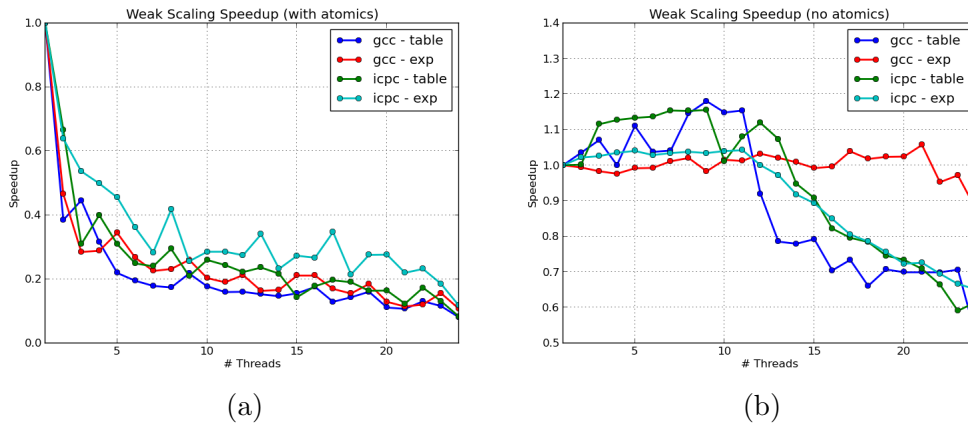 Weak Scaling Speedup (with atomics)
1.0
0.8
0.6
0.4
0.2
0.0
Speedup
5
10
15
20
# Threads
gcc - table
gcc - exp
icpc - table
icpc - exp
(a)
Weak Scaling Speedup (no atomics)
1.4
1.3
1.2
1.1
1.0
0.9
0.8
0.7
0.6
0.5
Speedup
5
10
15
20
# Threads
gcc - table
gcc - exp
icpc - table
icpc - exp
(b)